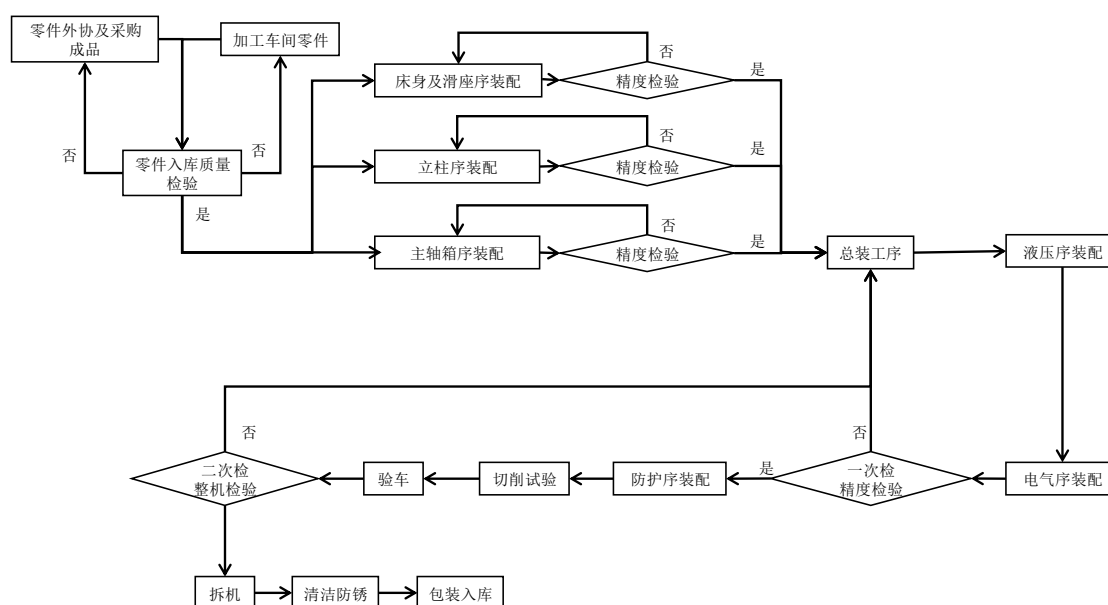 零件外协及采购
成品
加工车间零件
否
否
零件入库质量
检验
是
床身及滑座序装配
否
精度检验
是
立柱序装配
否
精度检验
是
主轴箱序装配
否
精度检验
是
总装工序
液压序装配
否
二次检
整机检验
验车
切削试验
防护序装配
是
否
一次检
精度检验
电气序装配
拆机
清洁防锈
包装入库